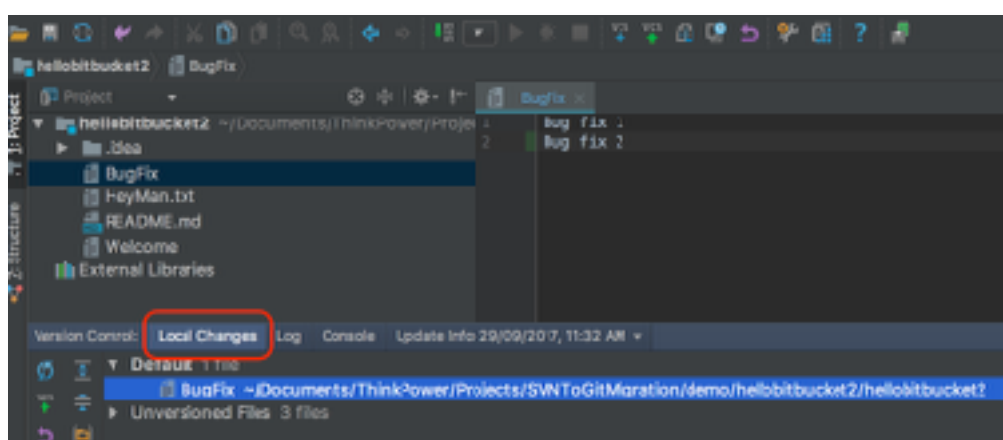 hellobitbucket2 BugFix
Project
1: Project
hellobitbucket2 ~/Documents/ThinkPower/Projec
.idea
BugFix
HeyMan.txt
README.md
Welcome
External Libraries
2: Structure
BugFix
1 Bug fix 1
2 Bug fix 2
Version Control: Local Changes Log Console Update Info 29/09/2017, 11:32 AM
Default 1 file
BugFix ~/Documents/ThinkPower/Projects/SVNToGitMgration/demo/hellobitbucket2/hellobitbucket2
Unversioned Files 3 files